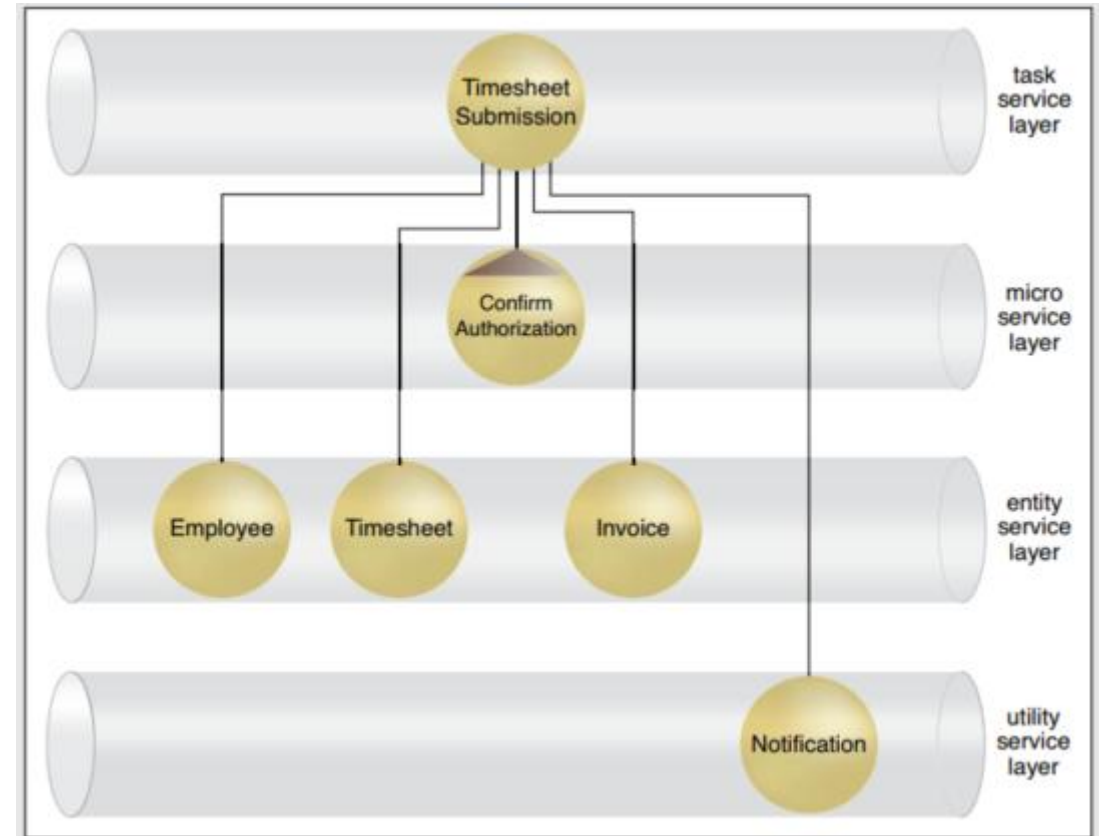 Timesheet
Submission
task
service
layer
Confirm
Authorization
micro
service
layer
Employee
Timesheet
Invoice
entity
service
layer
Notification
utility
service
layer